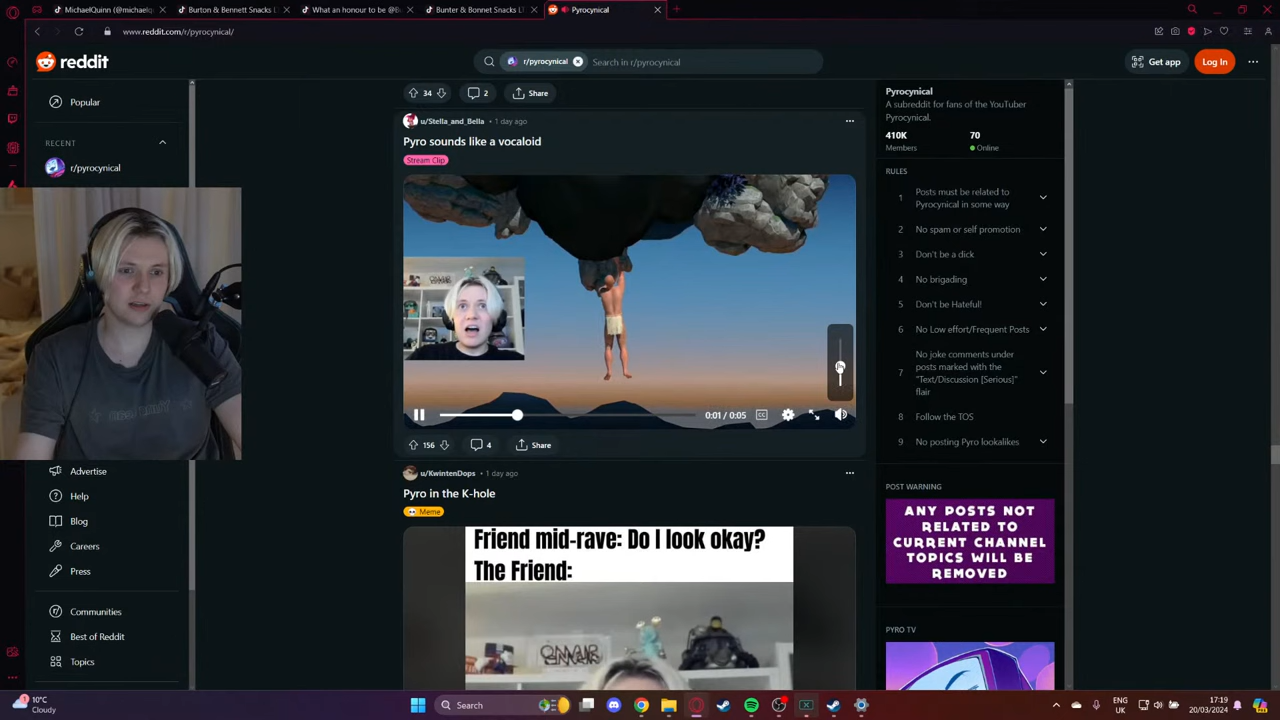 MichaelQuinn (@michaelq
Burton & Bennett Snacks L
What an honour to be @B
Bunter & Bonnet Snacks LT
Pyrocynical
www.reddit.com/r/pyrocynical/
reddit
r/pyrocynical
Search in r/pyrocynical
Get app
Log In
Popular
RECENT
r/pyrocynical
Advertise
Help
Blog
Careers
Press
Communities
Best of Reddit
Topics
34
2
Share
u/Stella_and_Bella • 1 day ago
Pyro sounds like a vocaloid
Stream Clip
0:01 / 0:05
156
4
Share
u/KwintenDops • 1 day ago
Pyro in the K-hole
Meme
Friend mid-rave: Do I look okay?
The Friend:
Pyrocynical
A subreddit for fans of the YouTuber
Pyrocynical.
410K
70
Members
Online
RULES
1 Posts must be related to
Pyrocynical in some way
2 No spam or self promotion
3 Don't be a dick
4 No brigading
5 Don't be Hateful!
6 No Low effort/Frequent Posts
No joke comments under
posts marked with the
7 "Text/Discussion [Serious]"
flair
8 Follow the TOS
9 No posting Pyro lookalikes
POST WARNING
ANY POSTS NOT
RELATED TO
CURRENT CHANNEL
TOPICS WILL BE
REMOVED
PYRO TV
10°C
Cloudy
Search
ENG
UK
17:19
20/03/2024